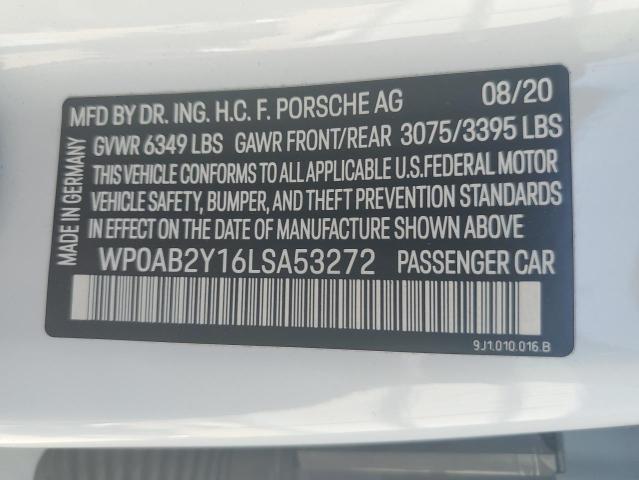 MFD BY DR. ING. H.C. F. PORSCHE AG 08/20
GVWR 6349 LBS GAWR FRONT/REAR 3075/3395 LBS
THIS VEHICLE CONFORMS TO ALL APPLICABLE U.S.FEDERAL MOTOR
VEHICLE SAFETY, BUMPER, AND THEFT PREVENTION STANDARDS
IN EFFECT ON THE DATE OF MANUFACTURE SHOWN ABOVE
WP0AB2Y16LSA53272 PASSENGER CAR
MADE IN GERMANY
9J1.010.016.B